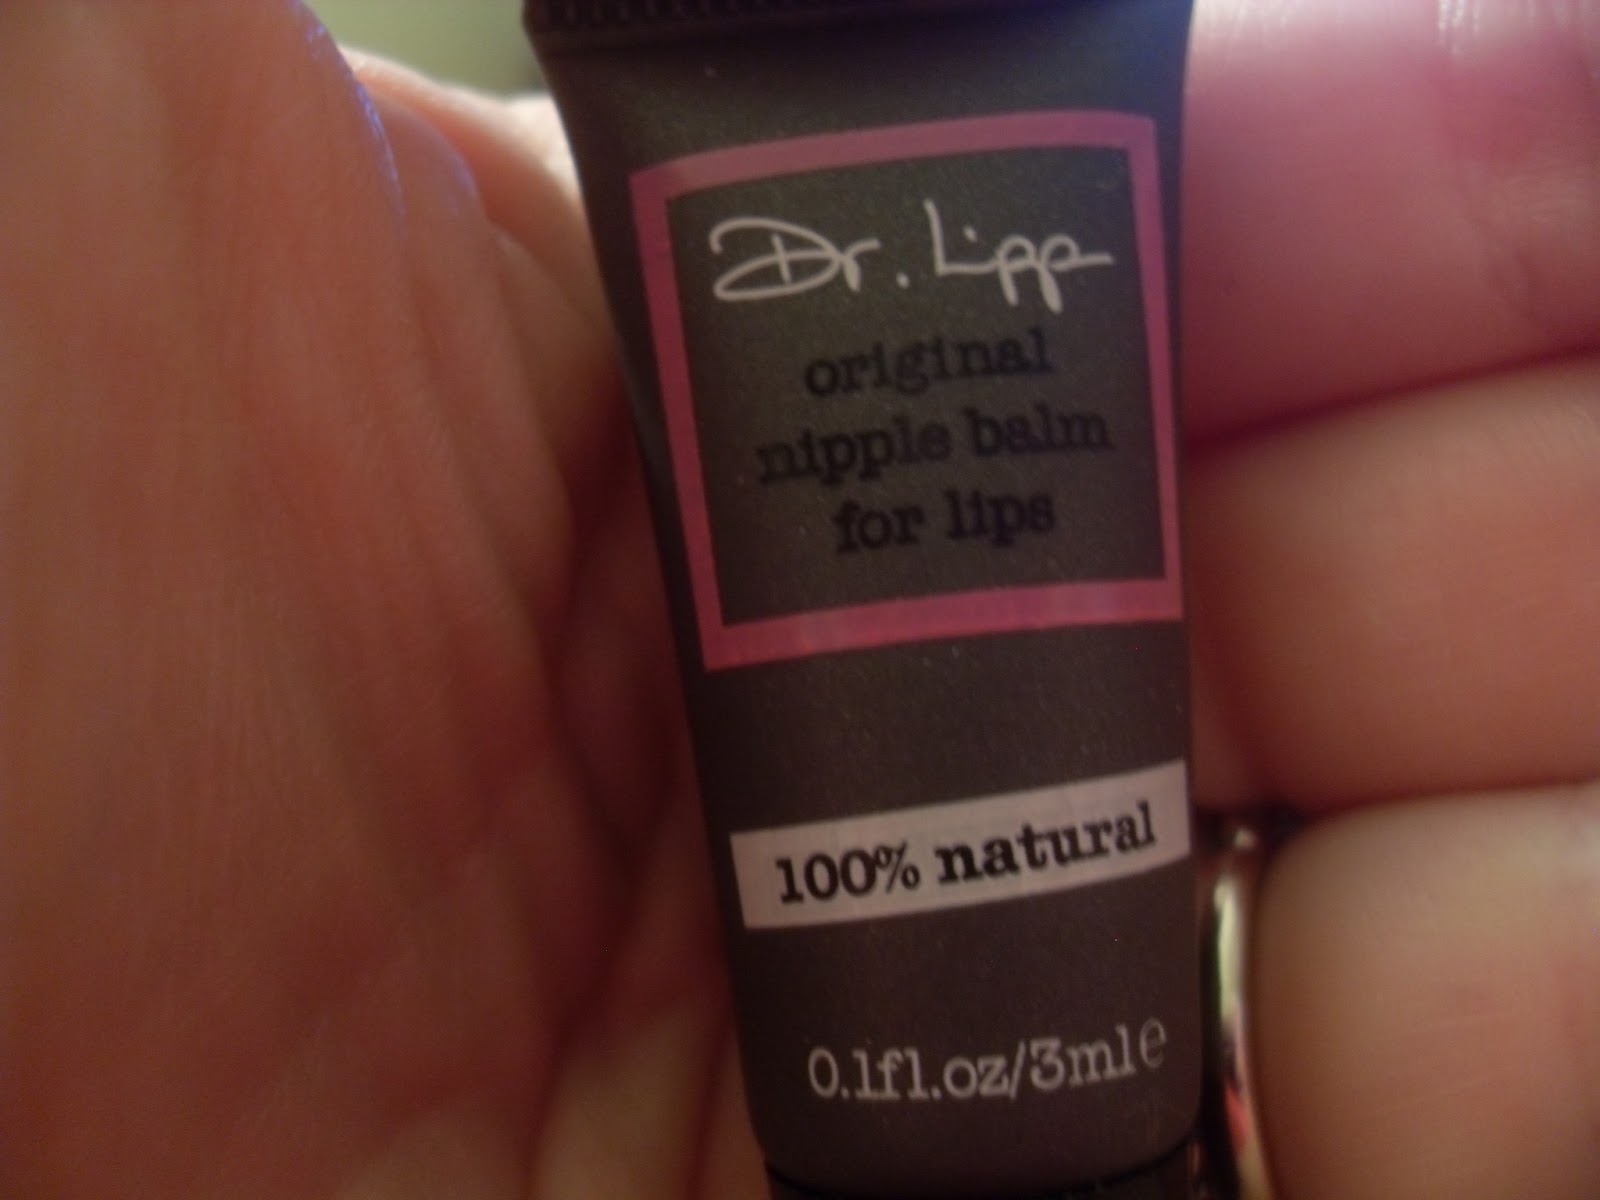 Dr. Lipp
original
nipple balm
for lips
100% natural
0.1fl.oz/3ml℮